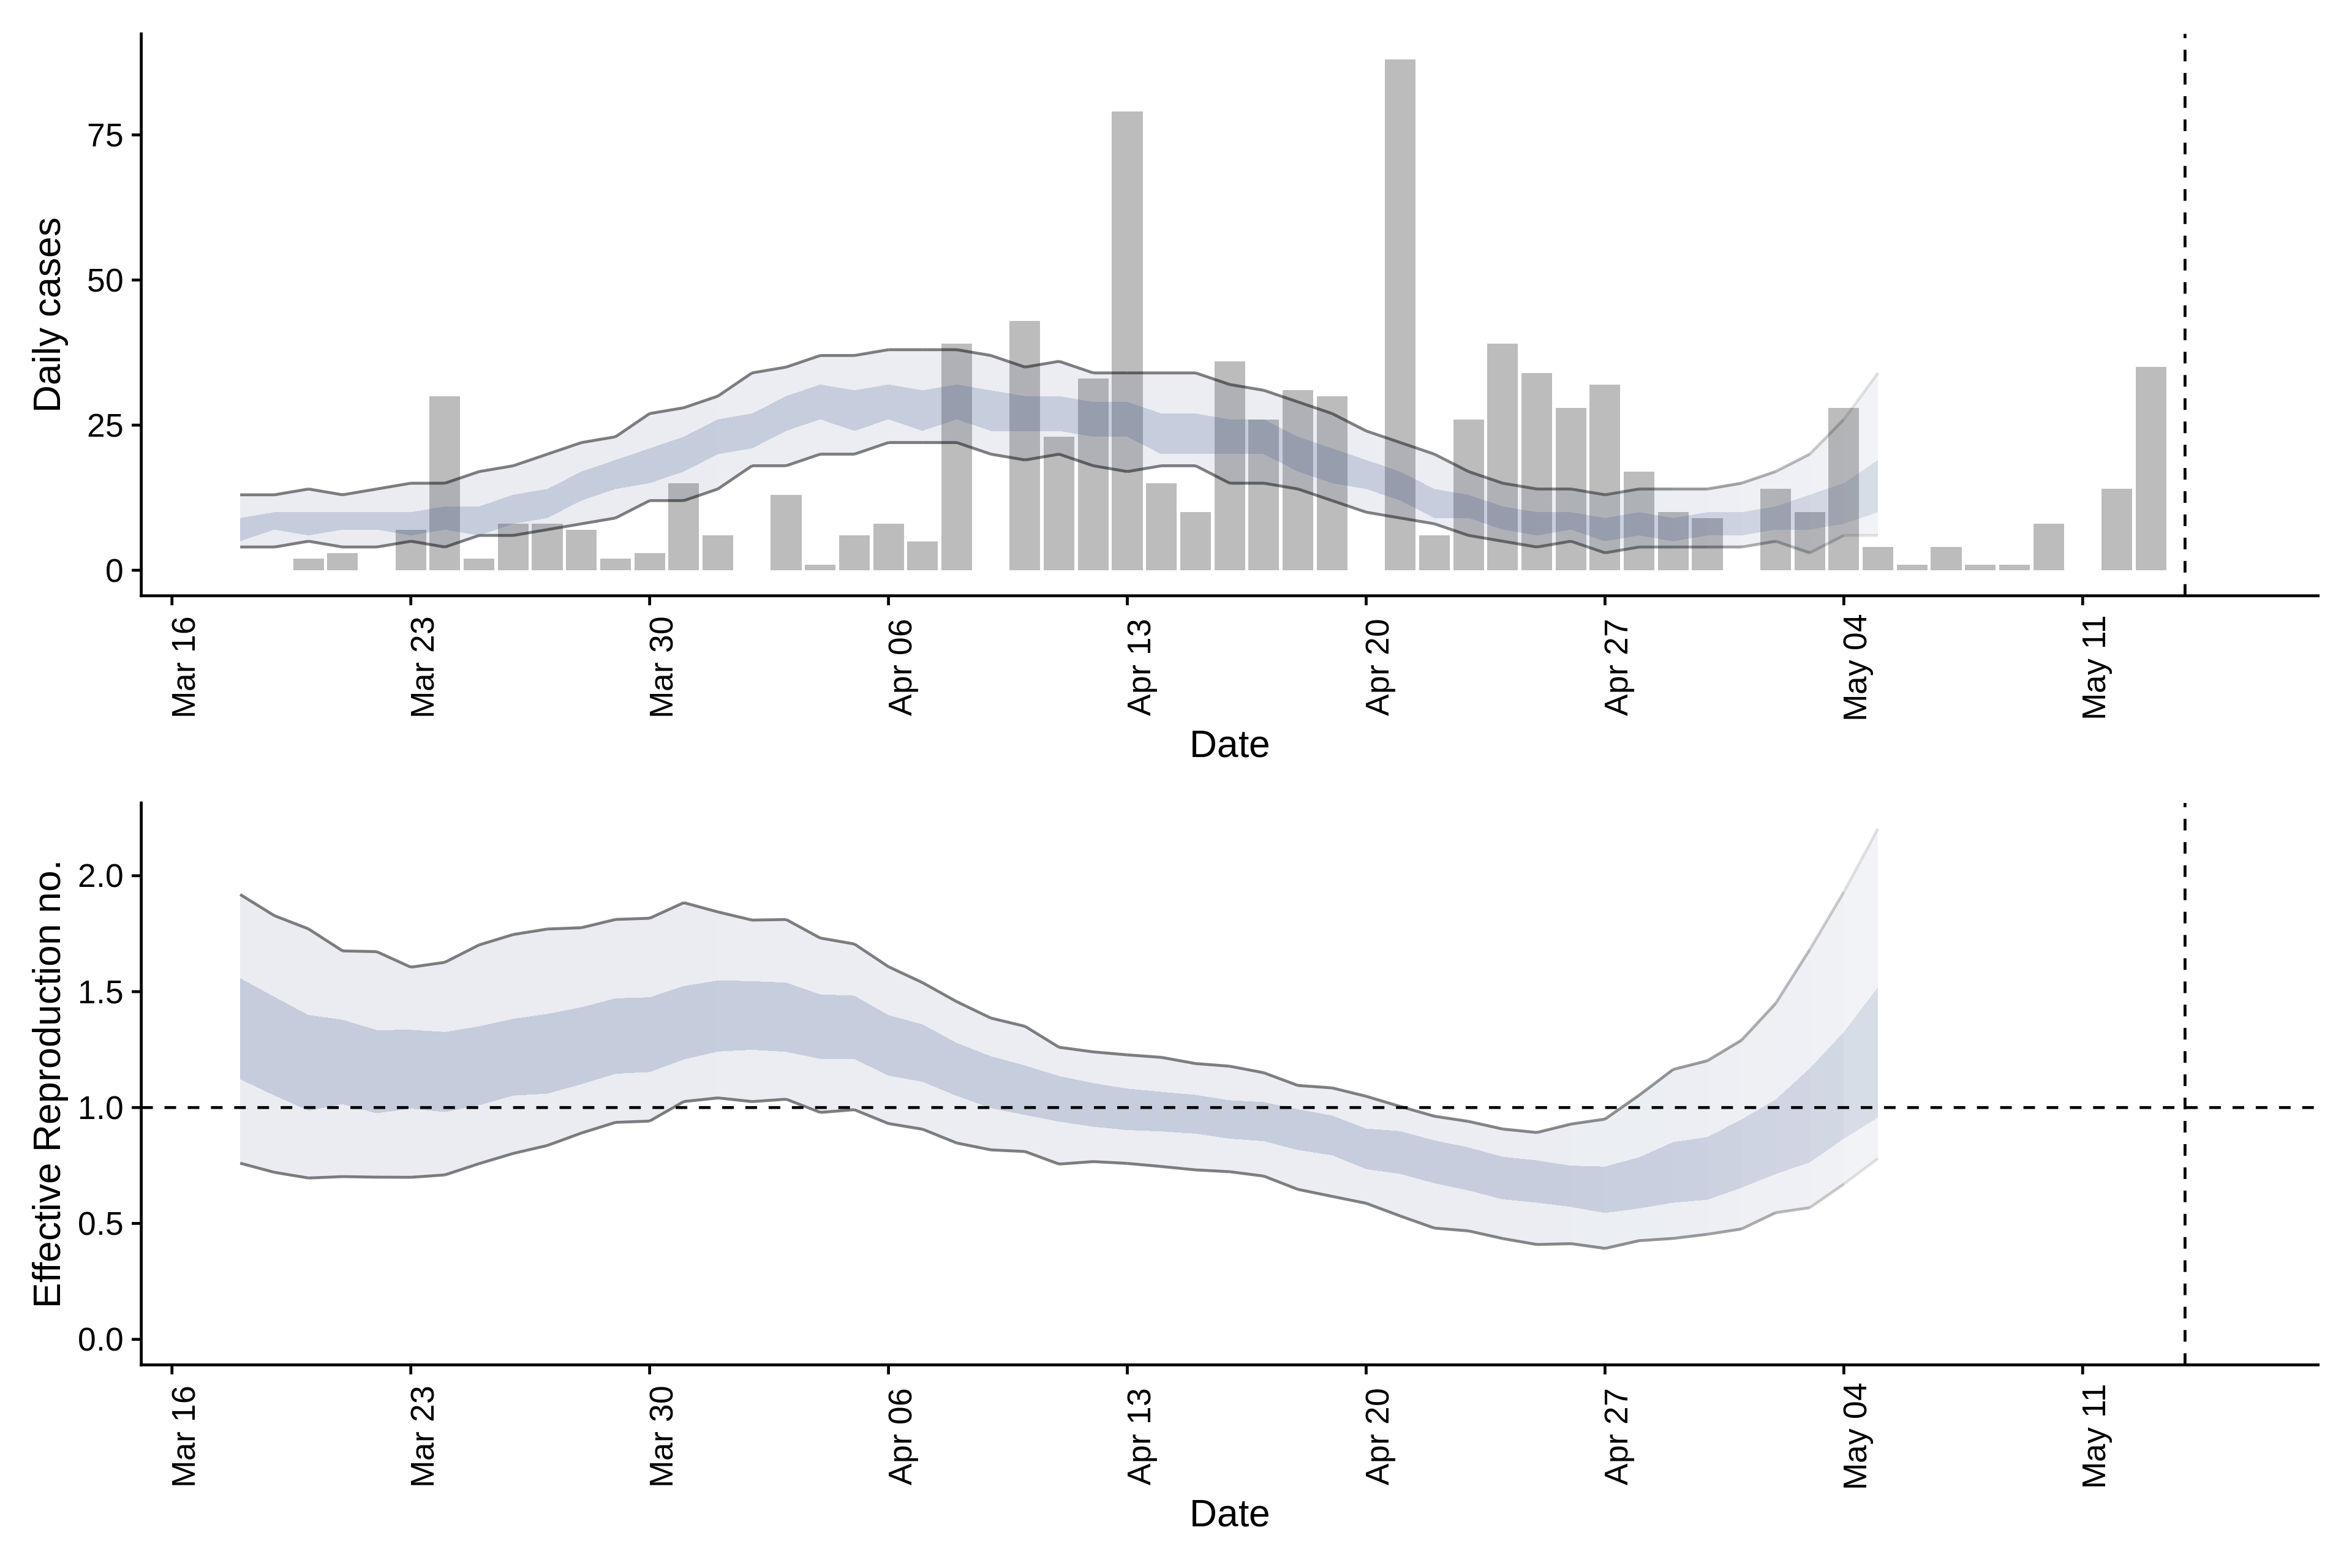 Daily cases
75
50
25
0
Mar 16
Mar 23
Mar 30
Apr 06
Apr 13
Apr 20
Apr 27
May 04
May 11
Date
Effective Reproduction no.
2.0
1.5
1.0
0.5
0.0
Mar 16
Mar 23
Mar 30
Apr 06
Apr 13
Apr 20
Apr 27
May 04
May 11
Date